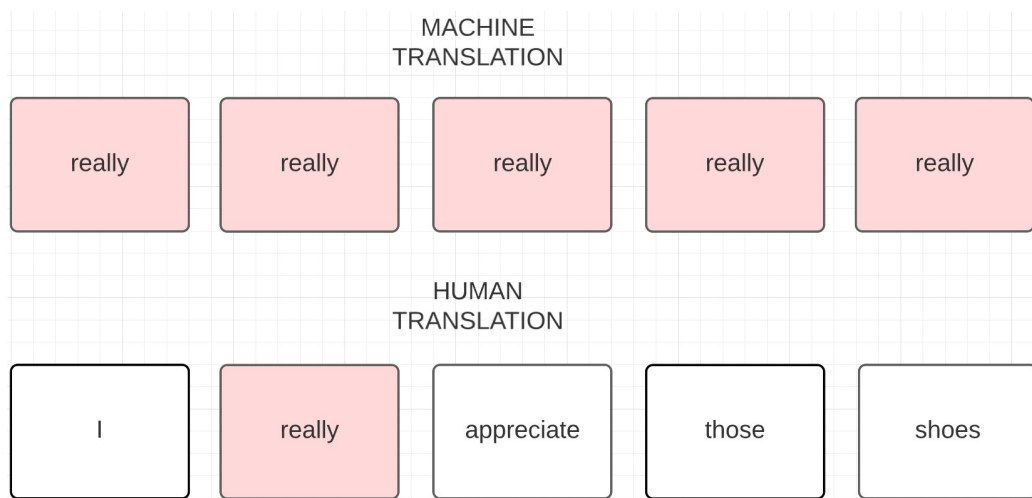 MACHINE
TRANSLATION
really really really really really
HUMAN
TRANSLATION
I really appreciate those shoes